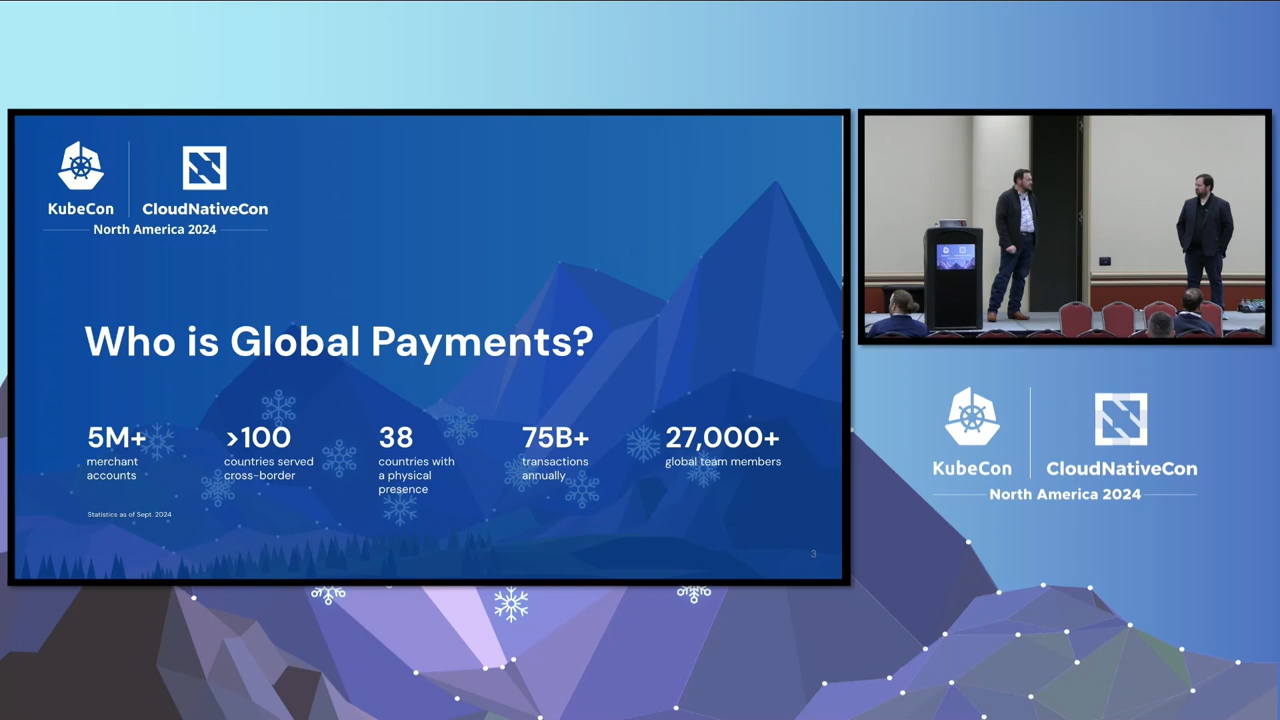 KubeCon
CloudNativeCon
North America 2024
Who is Global Payments?
5M+
merchant
accounts
>100
countries served
cross-border
38
countries with
a physical
presence
75B+
transactions
annually
27,000+
global team members
Statistics as of Sept. 2024
3
KubeCon
CloudNativeCon
North America 2024